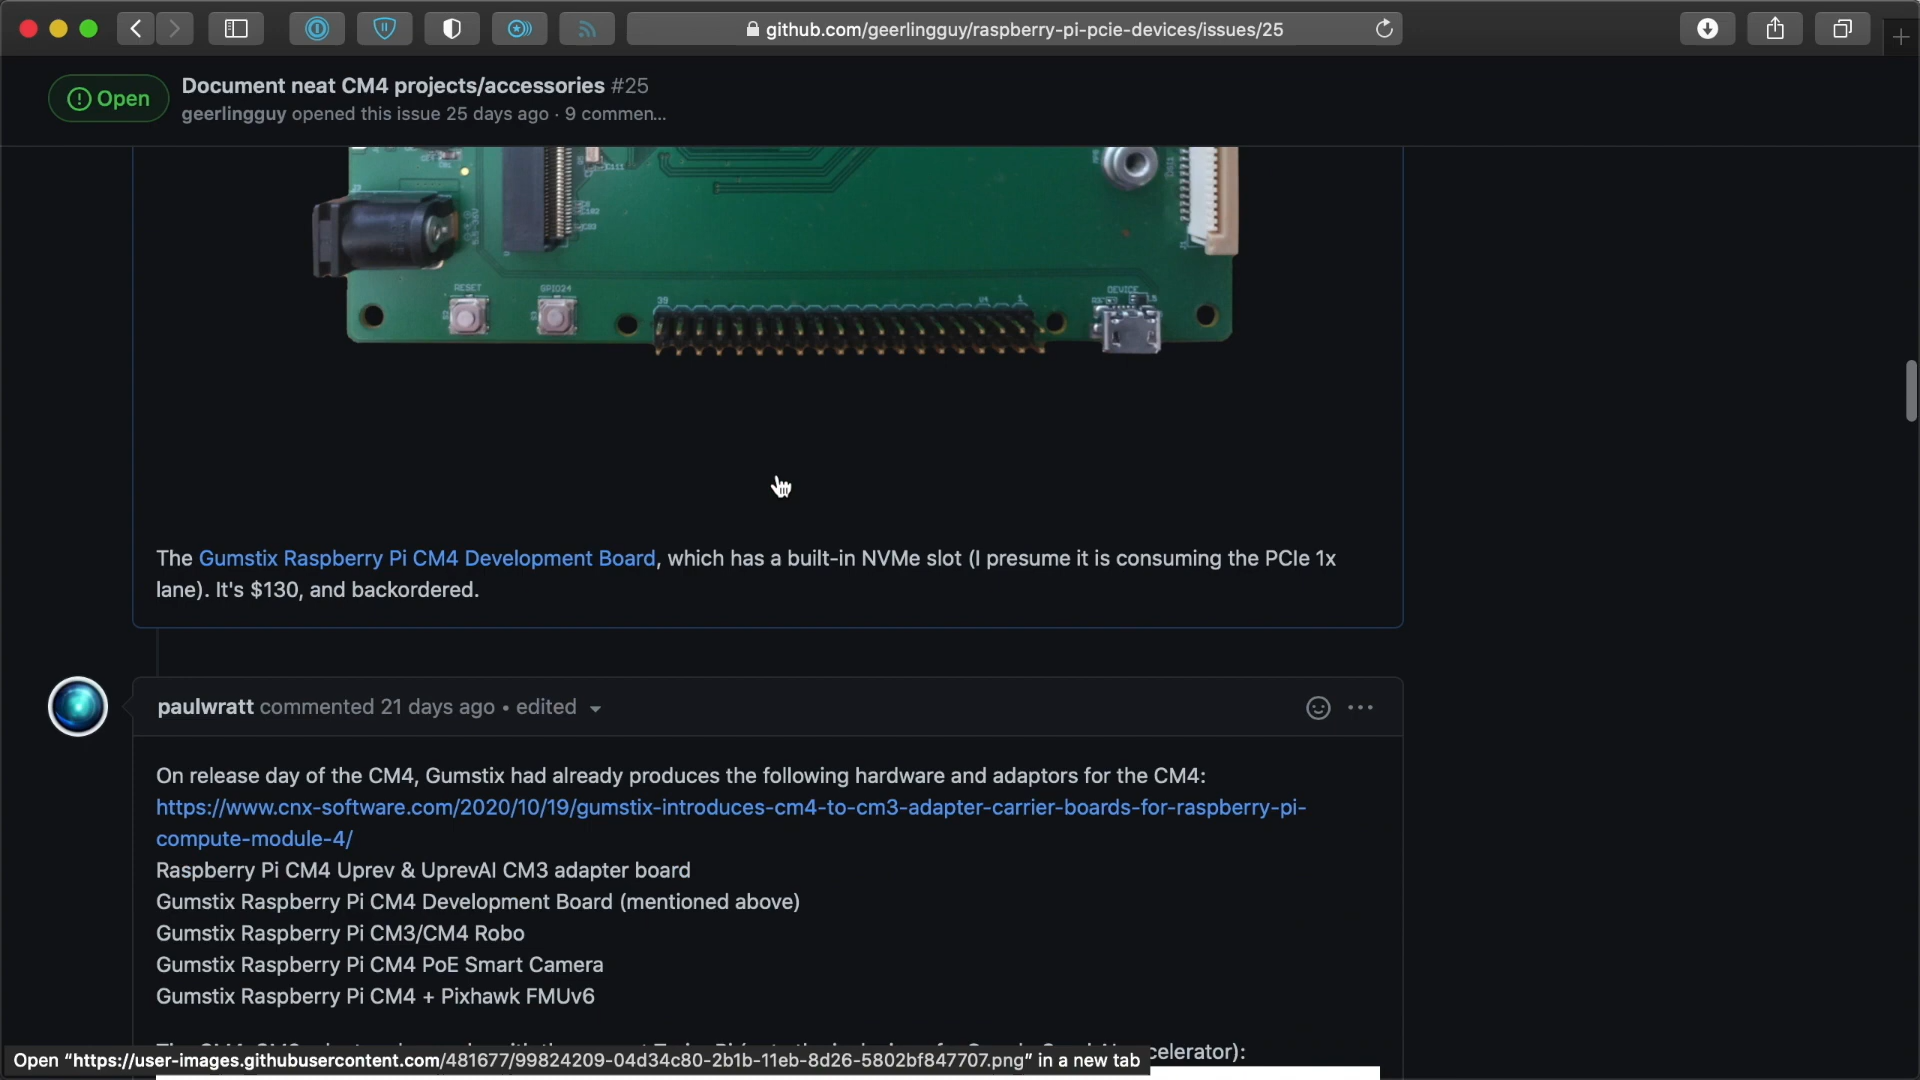 github.com/geerlingguy/raspberry-pi-pcie-devices/issues/25
Open
Document neat CM4 projects/accessories #25
geerlingguy opened this issue 25 days ago · 9 commen...
RESET
GPIO24
39
1
DEVICE
The Gumstix Raspberry Pi CM4 Development Board, which has a built-in NVMe slot (I presume it is consuming the PCIe 1x
lane). It's $130, and backordered.
paulwratt commented 21 days ago • edited
On release day of the CM4, Gumstix had already produces the following hardware and adaptors for the CM4:
https://www.cnx-software.com/2020/10/19/gumstix-introduces-cm4-to-cm3-adapter-carrier-boards-for-raspberry-pi-
compute-module-4/
Raspberry Pi CM4 Uprev & UprevAI CM3 adapter board
Gumstix Raspberry Pi CM4 Development Board (mentioned above)
Gumstix Raspberry Pi CM3/CM4 Robo
Gumstix Raspberry Pi CM4 PoE Smart Camera
Gumstix Raspberry Pi CM4 + Pixhawk FMUv6
celerator):
Open “https://user-images.githubusercontent.com/481677/99824209-04d34c80-2b1b-11eb-8d26-5802bf847707.png” in a new tab